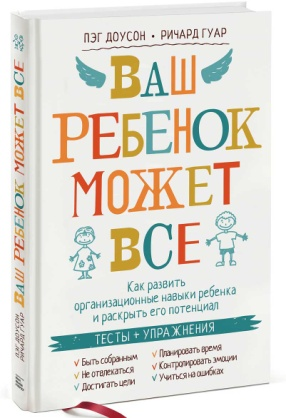 ПЭГ ДОУСОН • РИЧАРД ГУАР
ВАШ
РЕБЕНОК
МОЖЕТ
ВСЕ
Как развить
организационные навыки ребенка
и раскрыть его потенциал
ТЕСТЫ + УПРАЖНЕНИЯ
Быть собранным
Не отвлекаться
Достигать цели
Планировать время
Контролировать эмоции
Учиться на ошибках
ПЭГ ДОУСОН
РИЧАРД ГУАР
ВАШ РЕБЕНОК МОЖЕТ ВСЕ